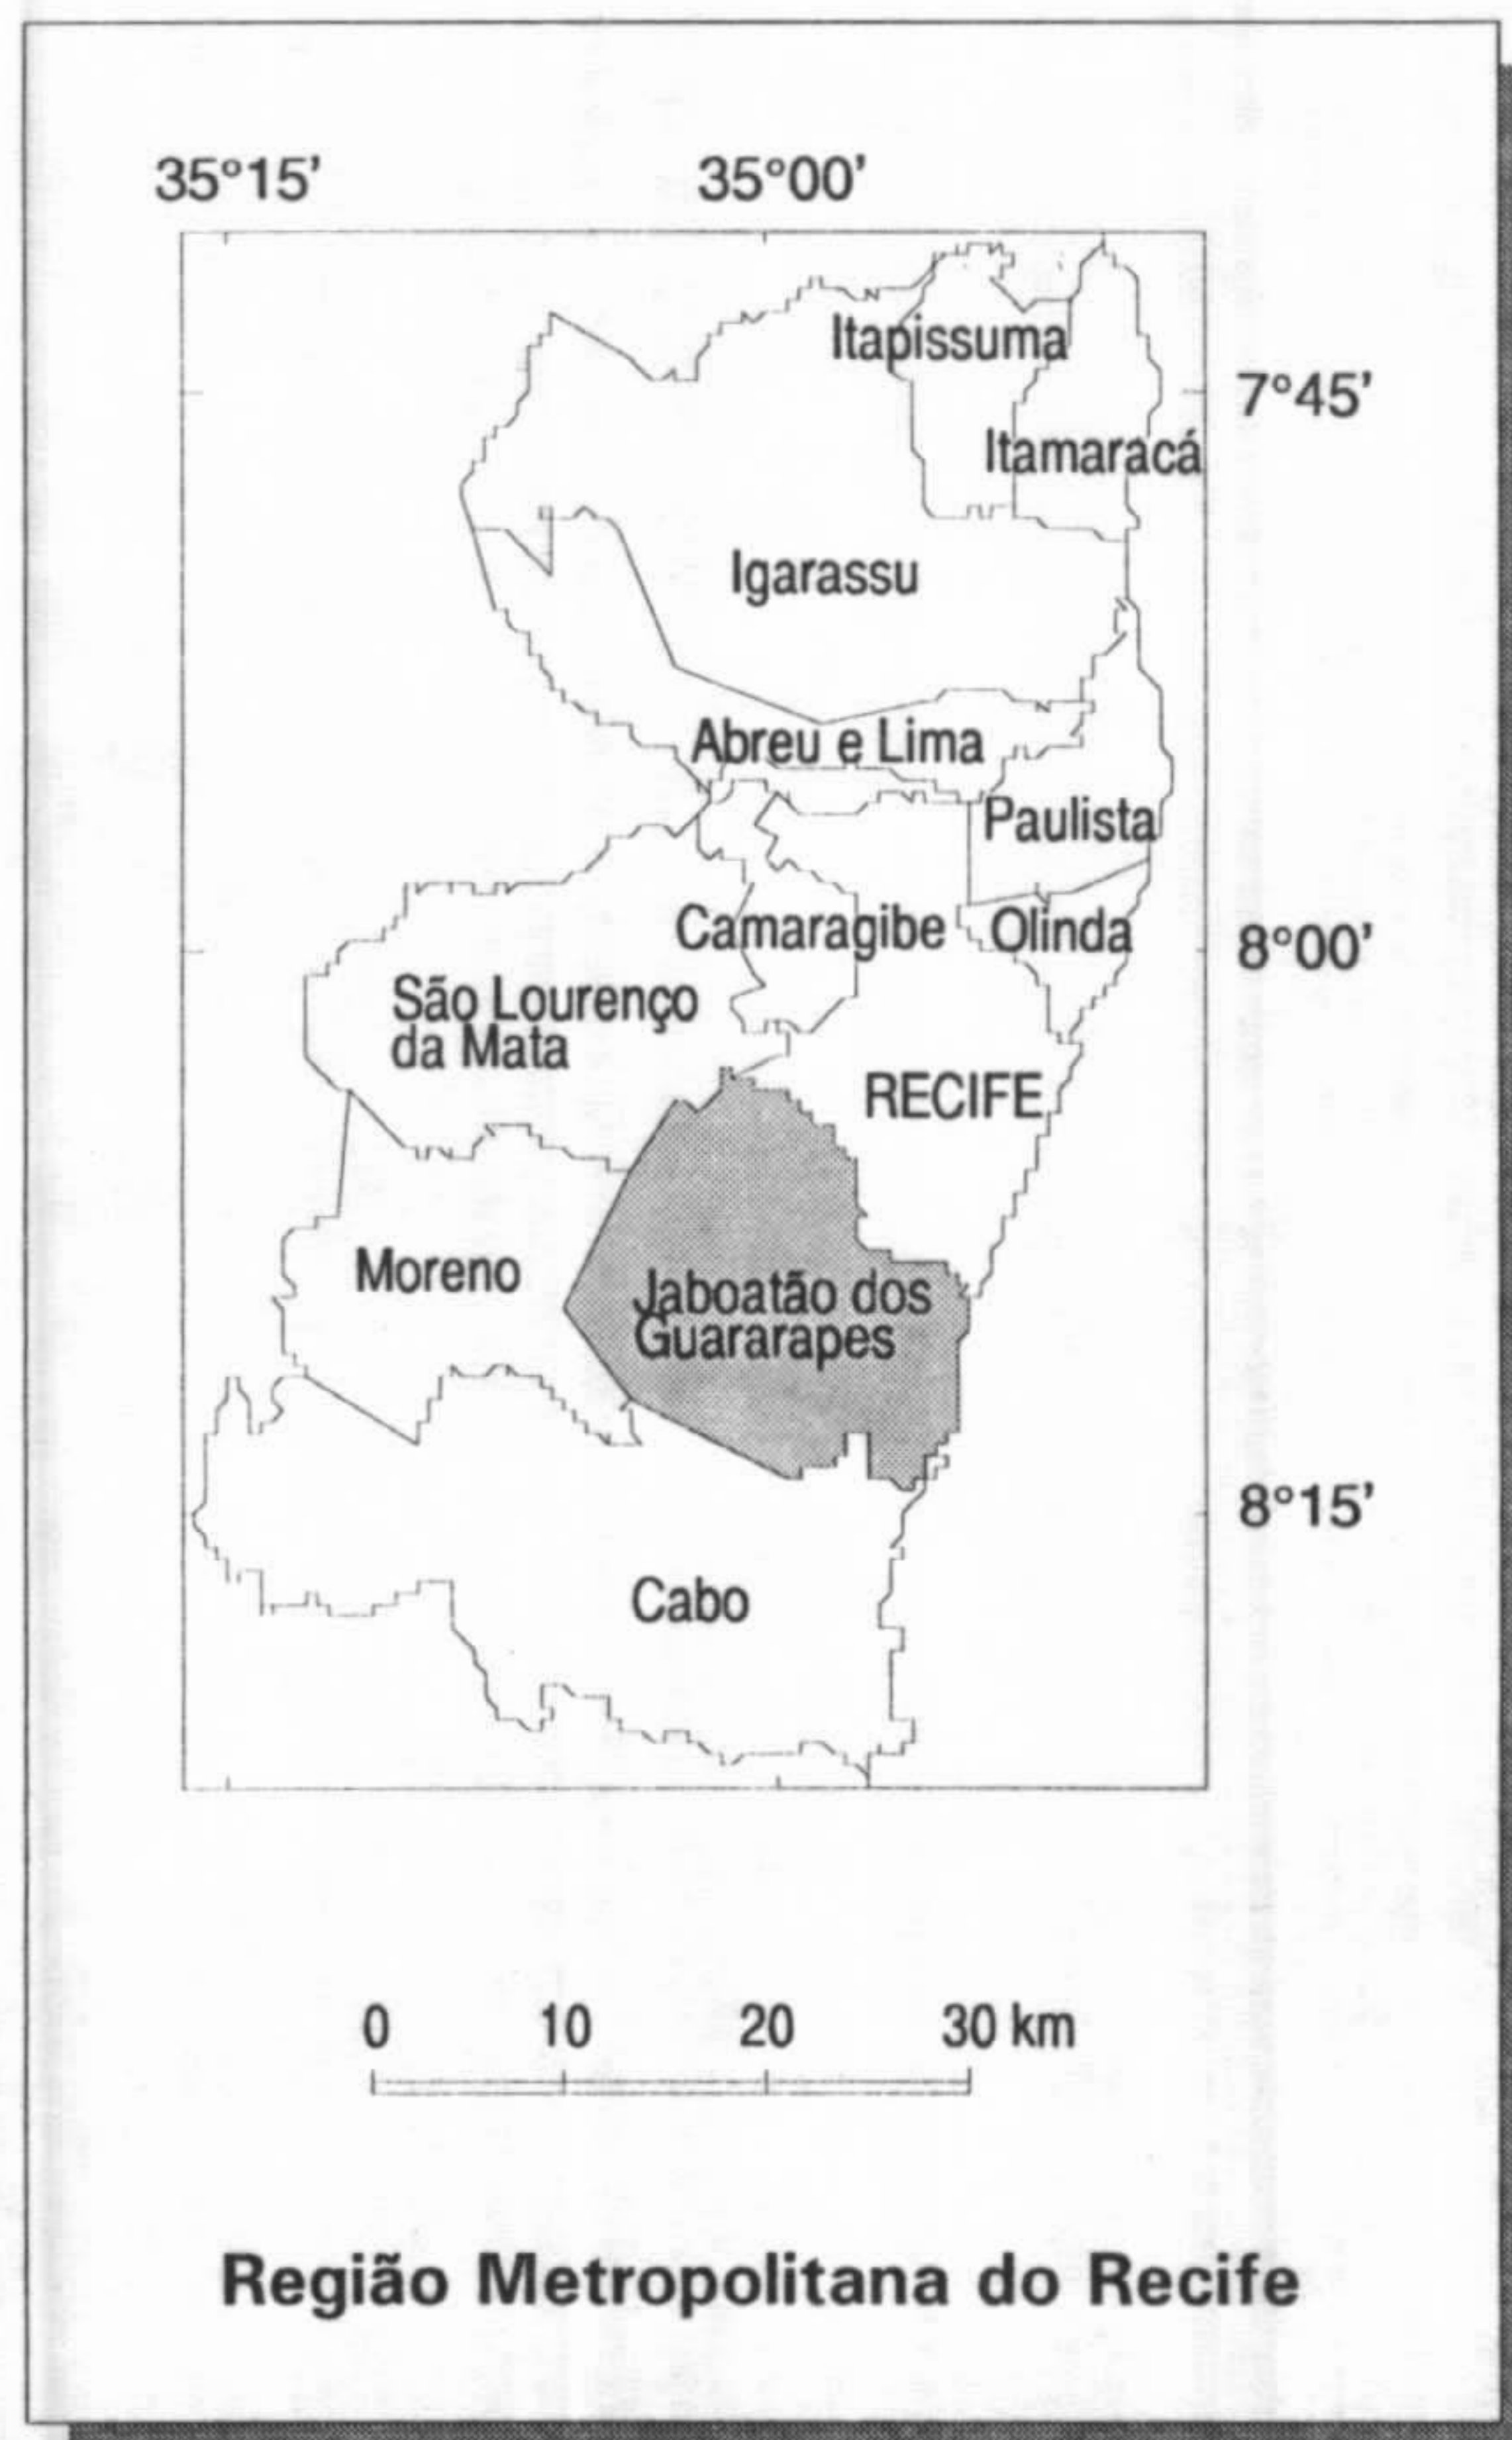 35°15’ 35°00’
Itapissuma
7°45’
Itamaracá
Igarassu
Abreu e Lima
Paulista
Camaragibe
Olinda
8°00’
São Lourenço
da Mata
RECIFE
Moreno
Jaboatão dos
Guararapes
8°15’
Cabo
0 10 20 30 km
Região Metropolitana do Recife